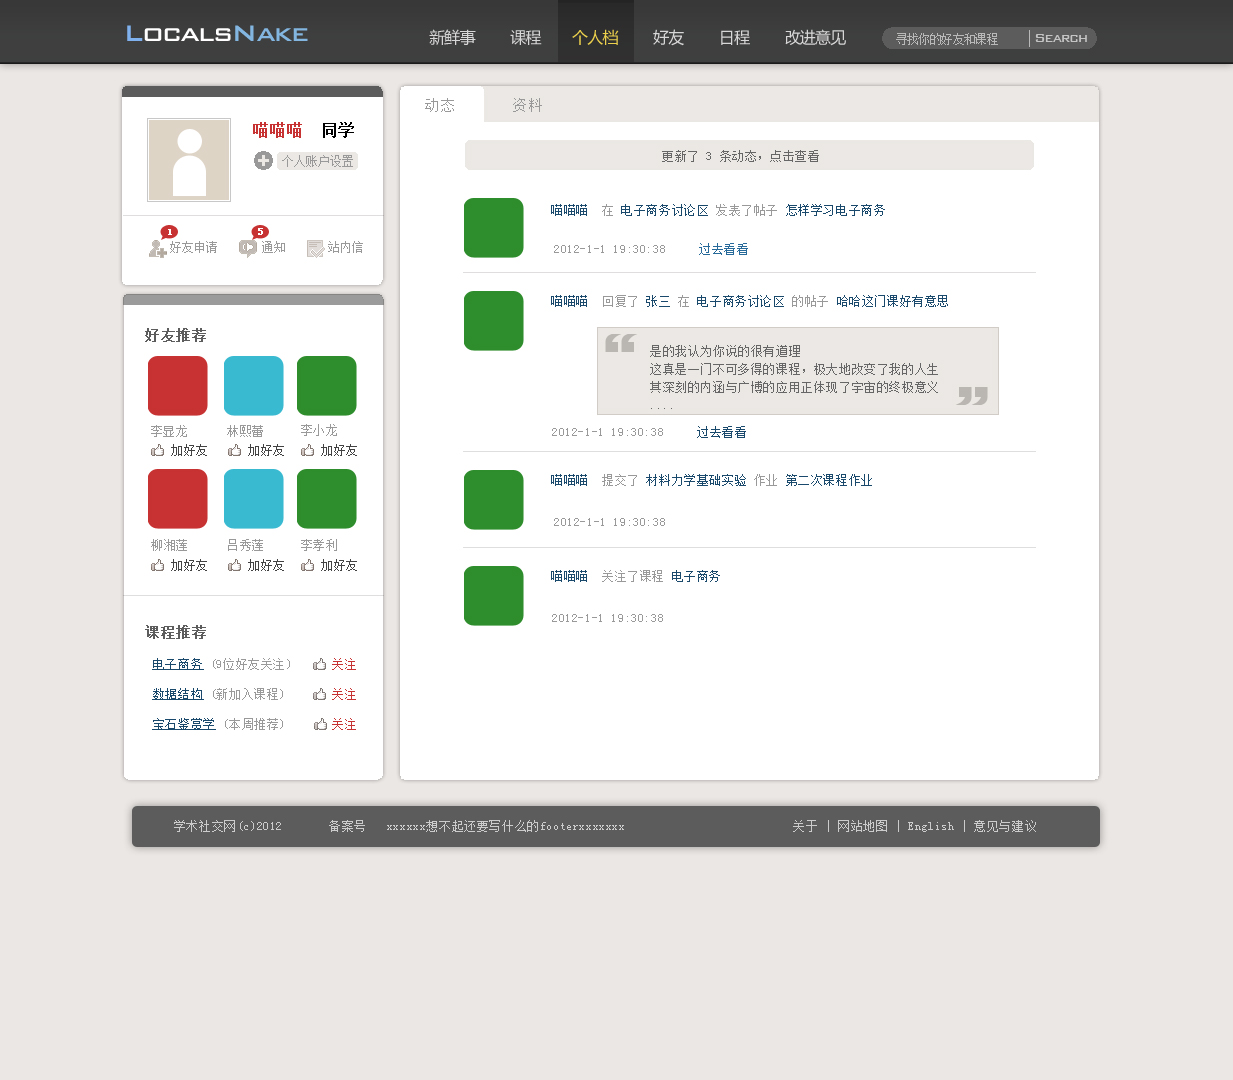 LOCALSNAKE 新鲜事 课程 个人档 好友 日程 改进意见 寻找你的好友和课程 SEARCH
喵喵喵 同学
个人账户设置
1 好友申请 5 通知 站内信
好友推荐
李显龙 林熙蕾 李小龙
加好友 加好友 加好友
柳湘莲 吕秀莲 李孝利
加好友 加好友 加好友
课程推荐
电子商务 (9位好友关注) 关注
数据结构 (新加入课程) 关注
宝石鉴赏学 (本周推荐) 关注
动态 资料
更新了 3 条动态，点击查看
喵喵喵 在 电子商务讨论区 发表了帖子 怎样学习电子商务
2012-1-1 19:30:38 过去看看
喵喵喵 回复了 张三 在 电子商务讨论区 的帖子 哈哈这门课好有意思
“ 是的我认为你说的很有道理
这真是一门不可多得的课程，极大地改变了我的人生
其深刻的内涵与广博的应用正体现了宇宙的终极意义 ”
....
2012-1-1 19:30:38 过去看看
喵喵喵 提交了 材料力学基础实验 作业 第二次课程作业
2012-1-1 19:30:38
喵喵喵 关注了课程 电子商务
2012-1-1 19:30:38
学术社交网(c)2012 备案号 xxxxxx想不起还要写什么的footerxxxxxxx 关于 | 网站地图 | English | 意见与建议